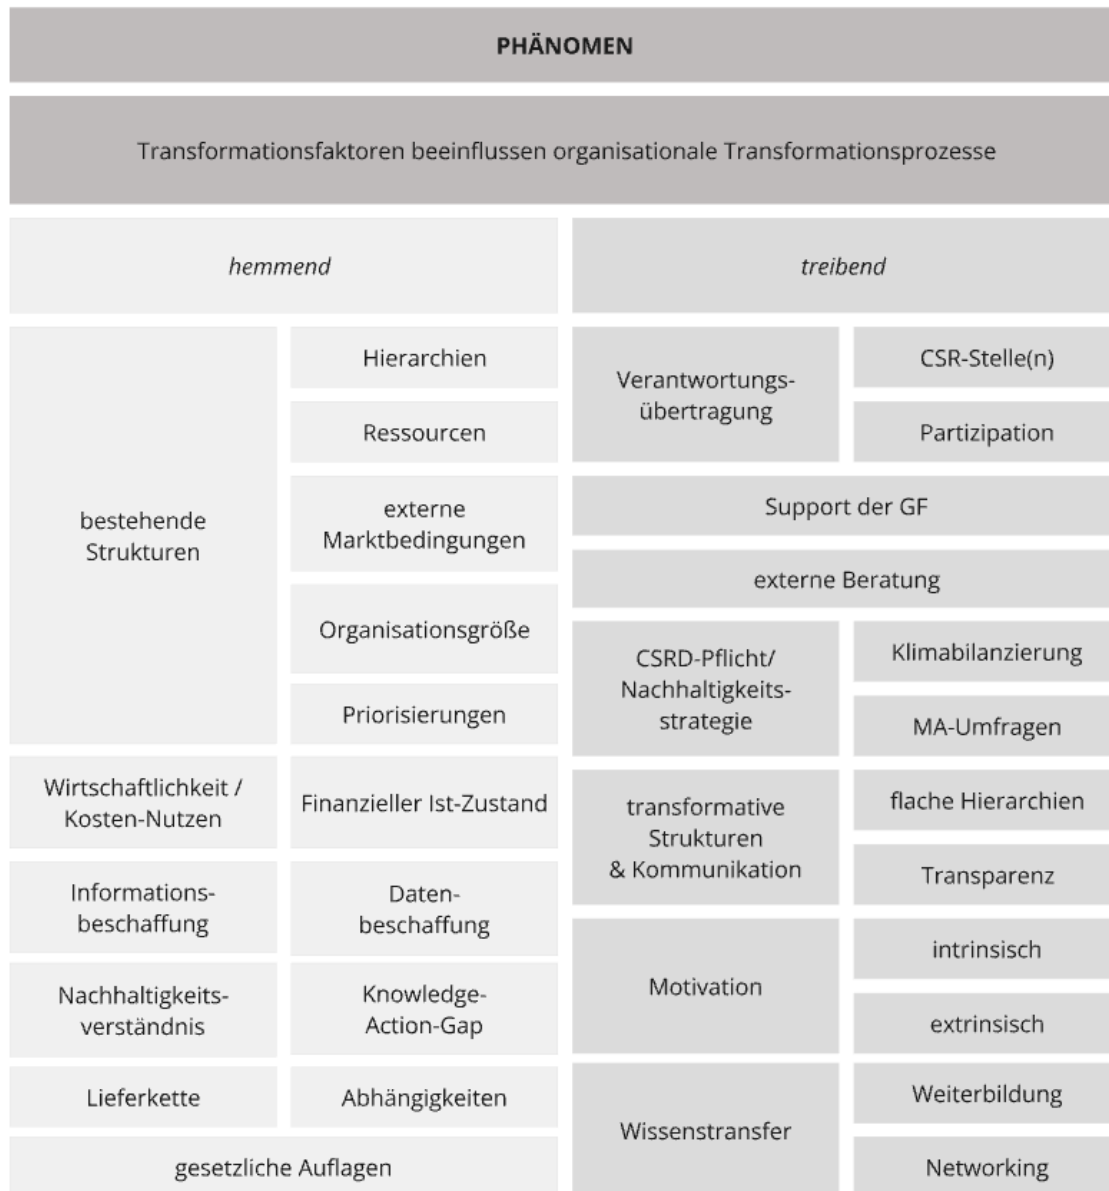 PHÄNOMEN
Transformationsfaktoren beeinflussen organisationale Transformationsprozesse
hemmend
treibend
bestehende
Strukturen
Hierarchien
Ressourcen
externe
Marktbedingungen
Organisationsgröße
Priorisierungen
Wirtschaftlichkeit /
Kosten-Nutzen
Finanzieller Ist-Zustand
Informations-
beschaffung
Daten-
beschaffung
Nachhaltigkeits-
verständnis
Knowledge-
Action-Gap
Lieferkette
Abhängigkeiten
gesetzliche Auflagen
Verantwortungs-
übertragung
CSR-Stelle(n)
Partizipation
Support der GF
externe Beratung
CSRD-Pflicht/
Nachhaltigkeits-
strategie
Klimabilanzierung
MA-Umfragen
transformative
Strukturen
& Kommunikation
flache Hierarchien
Transparenz
Motivation
intrinsisch
extrinsisch
Wissenstransfer
Weiterbildung
Networking